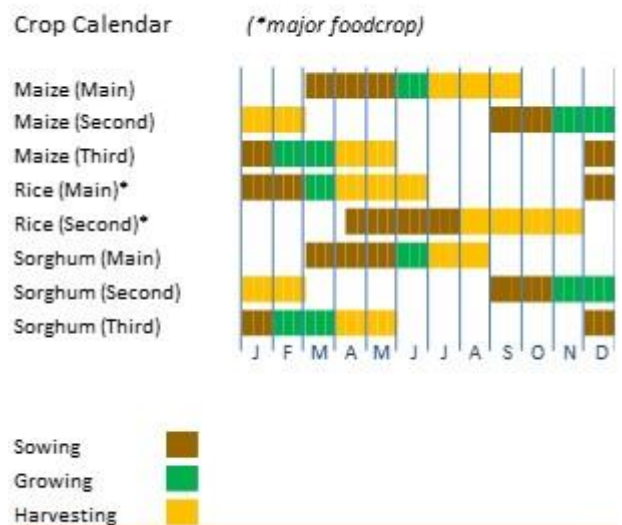 Crop Calendar (*major foodcrop)
Maize (Main)
Maize (Second)
Maize (Third)
Rice (Main)*
Rice (Second)*
Sorghum (Main)
Sorghum (Second)
Sorghum (Third)
J F M A M J J A S O N D
Sowing
Growing
Harvesting